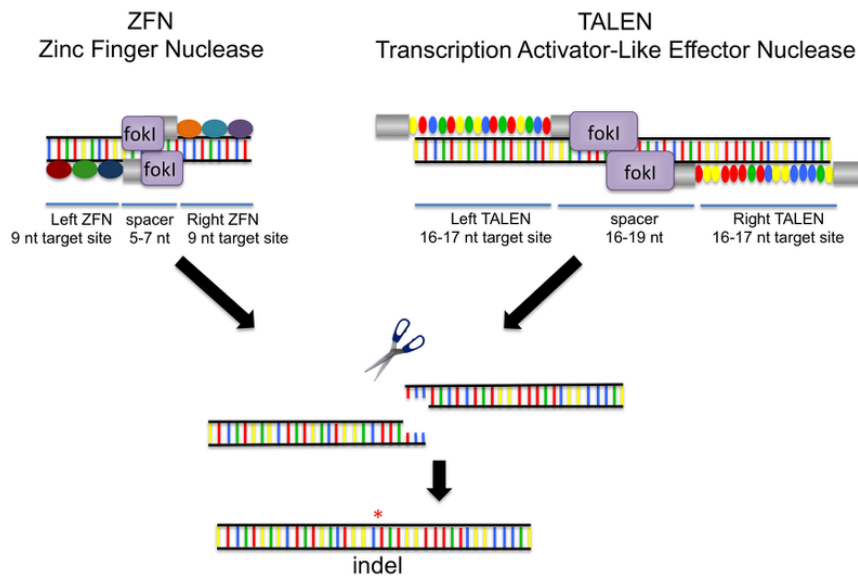 ZFN
Zinc Finger Nuclease
TALEN
Transcription Activator-Like Effector Nuclease
fokI
fokI
fokI
fokI
Left ZFN
9 nt target site
spacer
5-7 nt
Right ZFN
9 nt target site
Left TALEN
16-17 nt target site
spacer
16-19 nt
Right TALEN
16-17 nt target site
*
indel